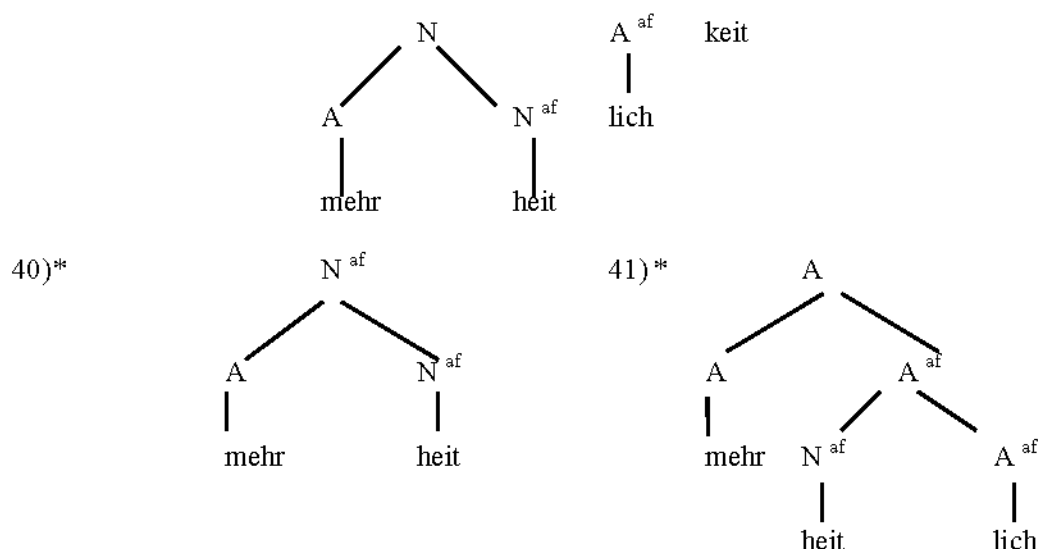 N A af keit
A N af lich
mehr heit
40)* N af 41)* A
A N af A A af
mehr heit mehr N af A af
heit lich